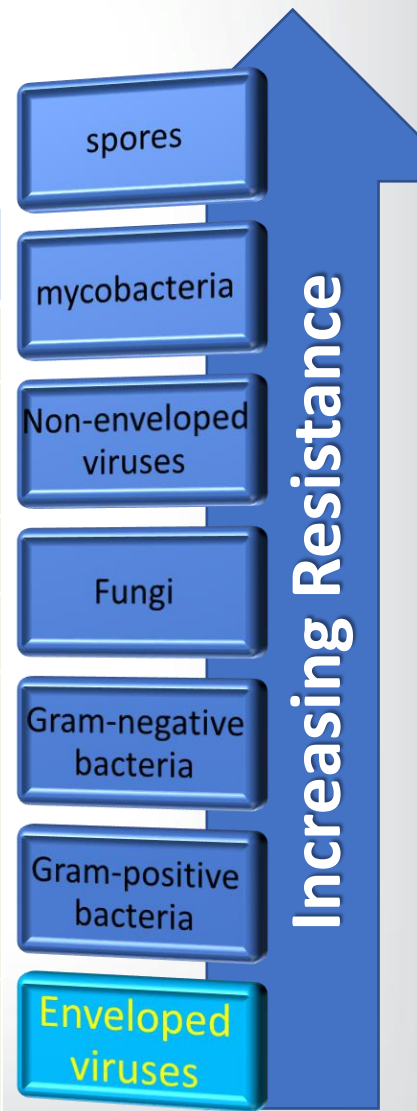 spores
mycobacteria
Non-enveloped
viruses
Fungi
Gram-negative
bacteria
Gram-positive
bacteria
Enveloped
viruses
Increasing Resistance